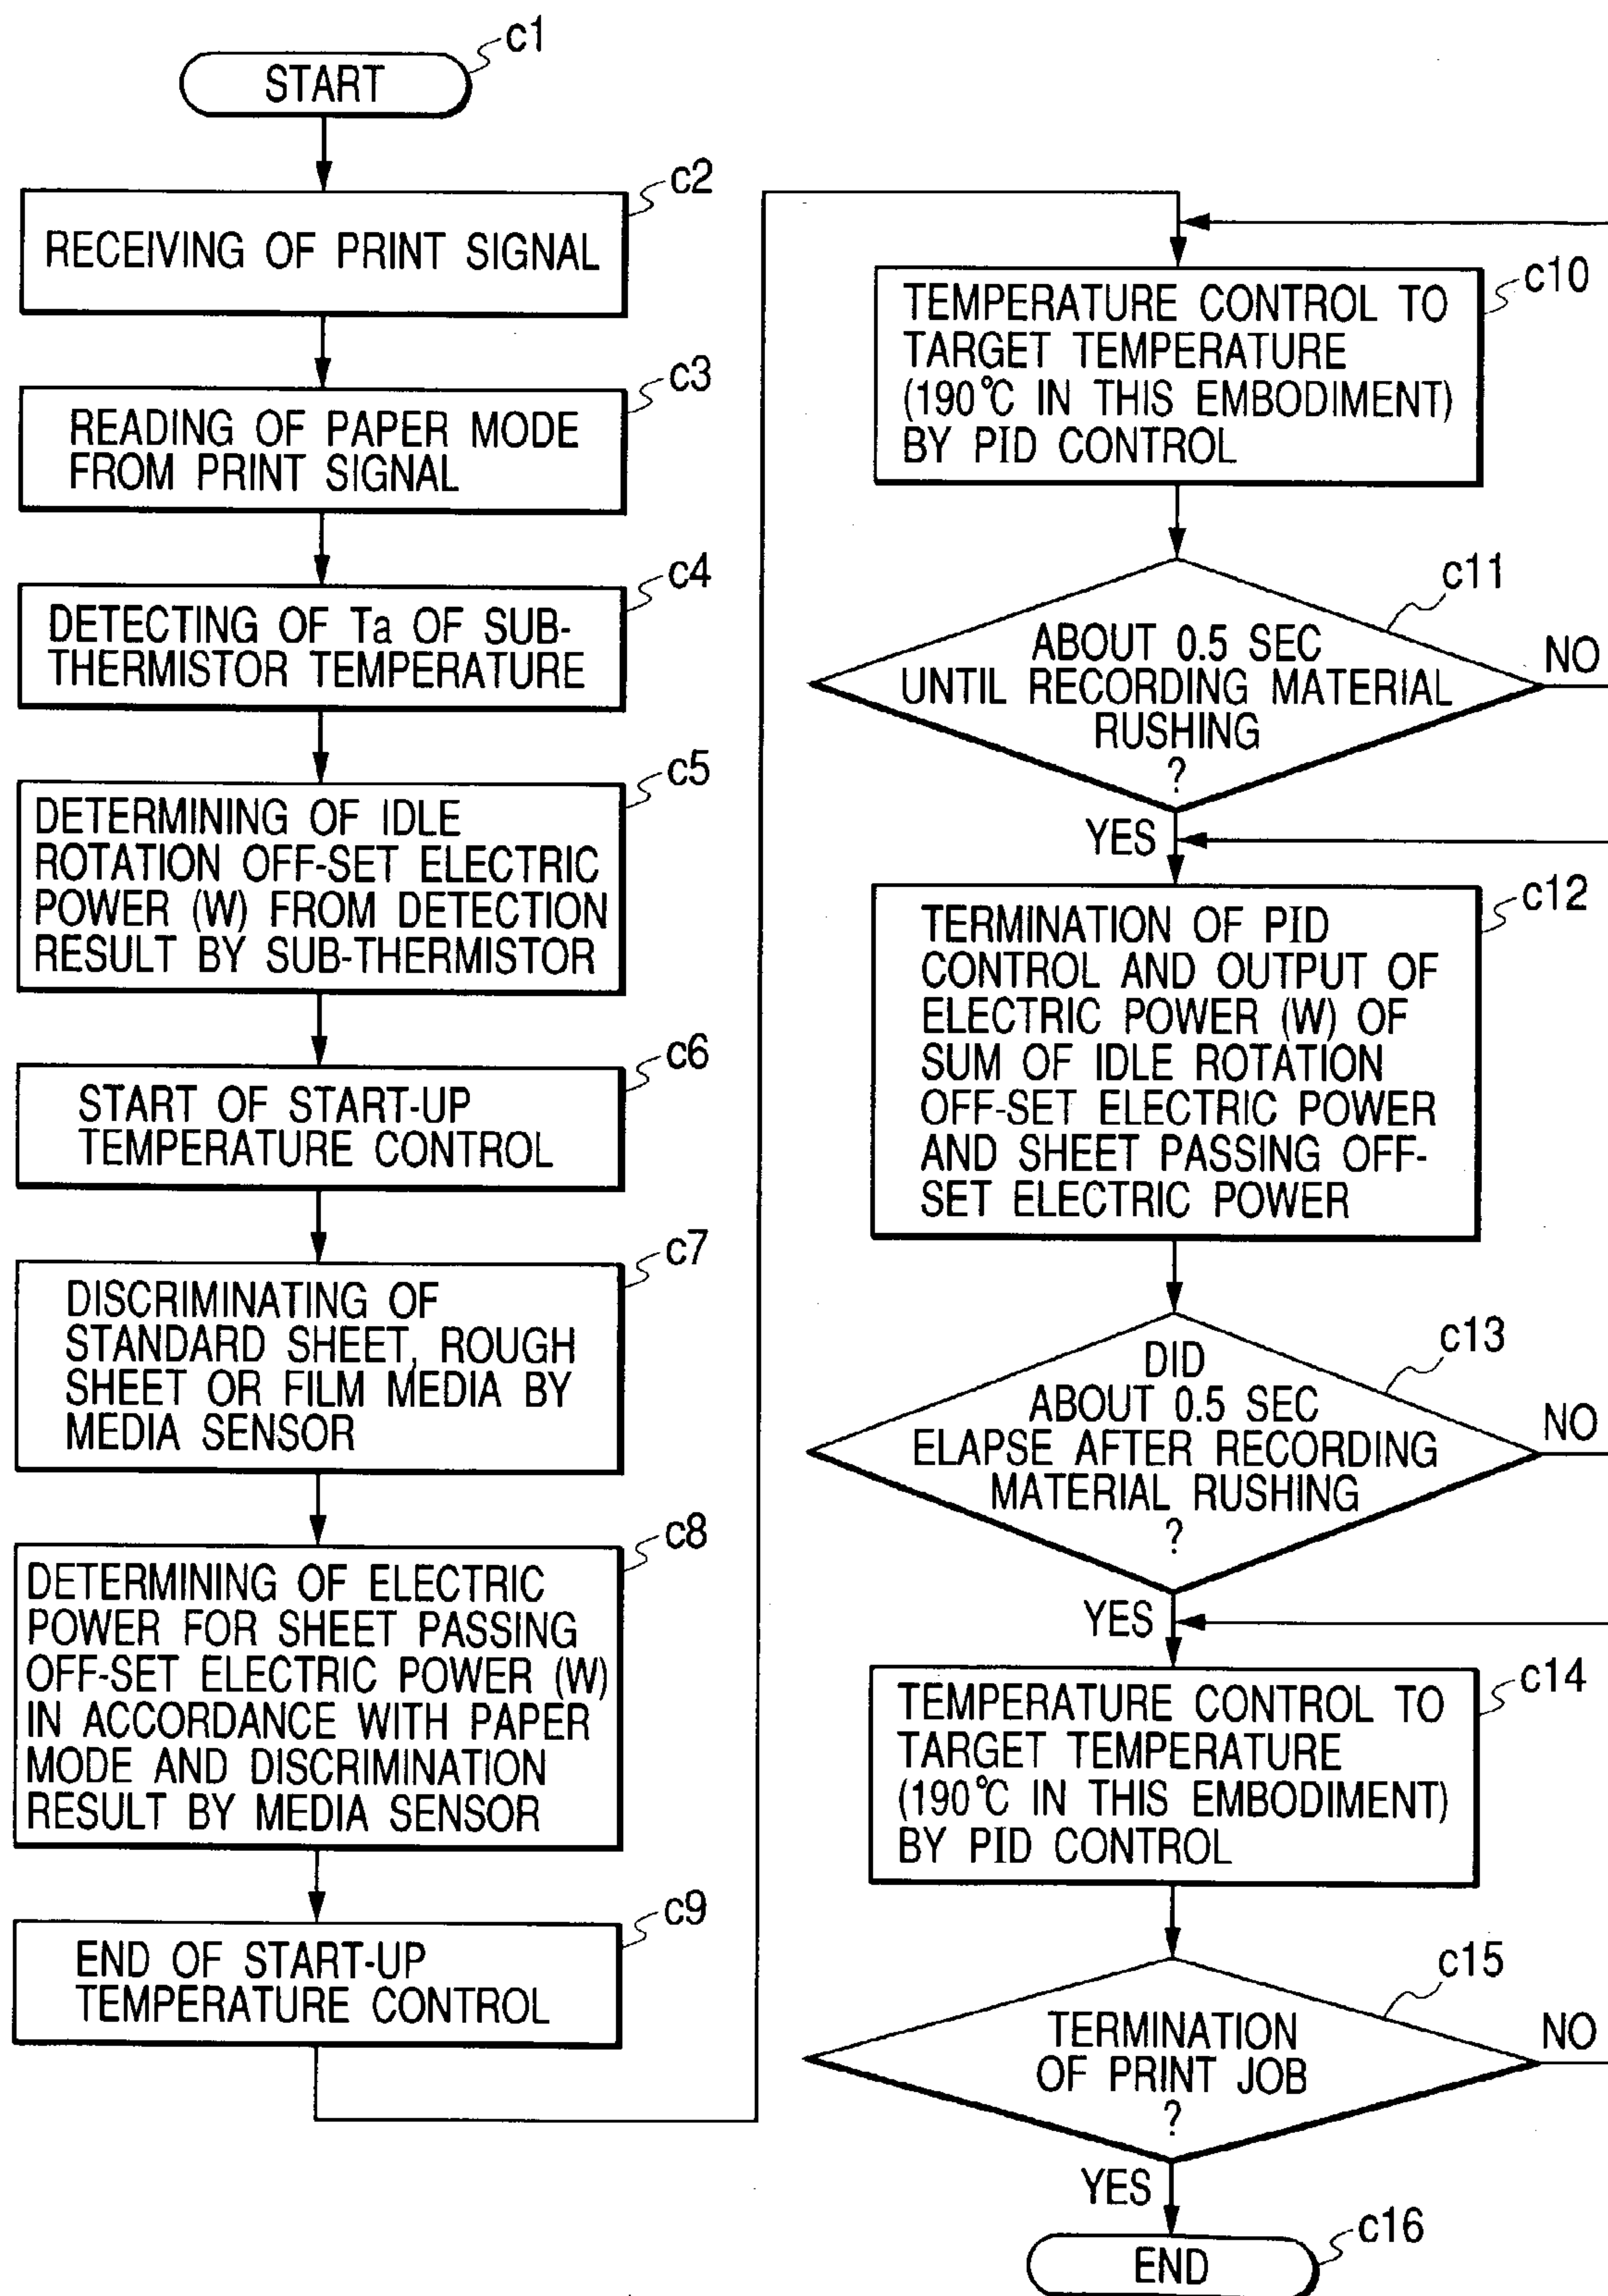 c1
START
c2
RECEIVING OF PRINT SIGNAL
c3
READING OF PAPER MODE
FROM PRINT SIGNAL
c4
DETECTING OF Ta OF SUB-
THERMISTOR TEMPERATURE
c5
DETERMINING OF IDLE
ROTATION OFF-SET ELECTRIC
POWER (W) FROM DETECTION
RESULT BY SUB-THERMISTOR
c6
START OF START-UP
TEMPERATURE CONTROL
c7
DISCRIMINATING OF
STANDARD SHEET, ROUGH
SHEET OR FILM MEDIA BY
MEDIA SENSOR
c8
DETERMINING OF ELECTRIC
POWER FOR SHEET PASSING
OFF-SET ELECTRIC POWER (W)
IN ACCORDANCE WITH PAPER
MODE AND DISCRIMINATION
RESULT BY MEDIA SENSOR
c9
END OF START-UP
TEMPERATURE CONTROL
c10
TEMPERATURE CONTROL TO
TARGET TEMPERATURE
(190°C IN THIS EMBODIMENT)
BY PID CONTROL
c11
ABOUT 0.5 SEC
UNTIL RECORDING MATERIAL
RUSHING
?
NO
YES
c12
TERMINATION OF PID
CONTROL AND OUTPUT OF
ELECTRIC POWER (W) OF
SUM OF IDLE ROTATION
OFF-SET ELECTRIC POWER
AND SHEET PASSING OFF-
SET ELECTRIC POWER
c13
DID
ABOUT 0.5 SEC
ELAPSE AFTER RECORDING
MATERIAL RUSHING
?
NO
YES
c14
TEMPERATURE CONTROL TO
TARGET TEMPERATURE
(190°C IN THIS EMBODIMENT)
BY PID CONTROL
c15
TERMINATION
OF PRINT JOB
?
NO
YES
c16
END